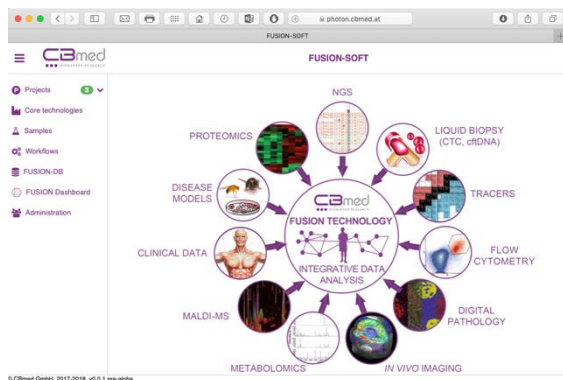 photon.cbmed.at
FUSION-SOFT
CBmed
FUSION-SOFT
Projects 3
Core technologies
Samples
Workflows
FUSION-DB
FUSION Dashboard
Administration
NGS
PROTEOMICS
LIQUID BIOPSY
(CTC, cftDNA)
DISEASE
MODELS
TRACERS
CBmed
FUSION TECHNOLOGY
INTEGRATIVE DATA
ANALYSIS
CLINICAL DATA
FLOW
CYTOMETRY
MALDI-MS
DIGITAL
PATHOLOGY
METABOLOMICS
IN VIVO IMAGING
© CBmed GmbH, 2017-2018, v0.0.1 pre-alpha